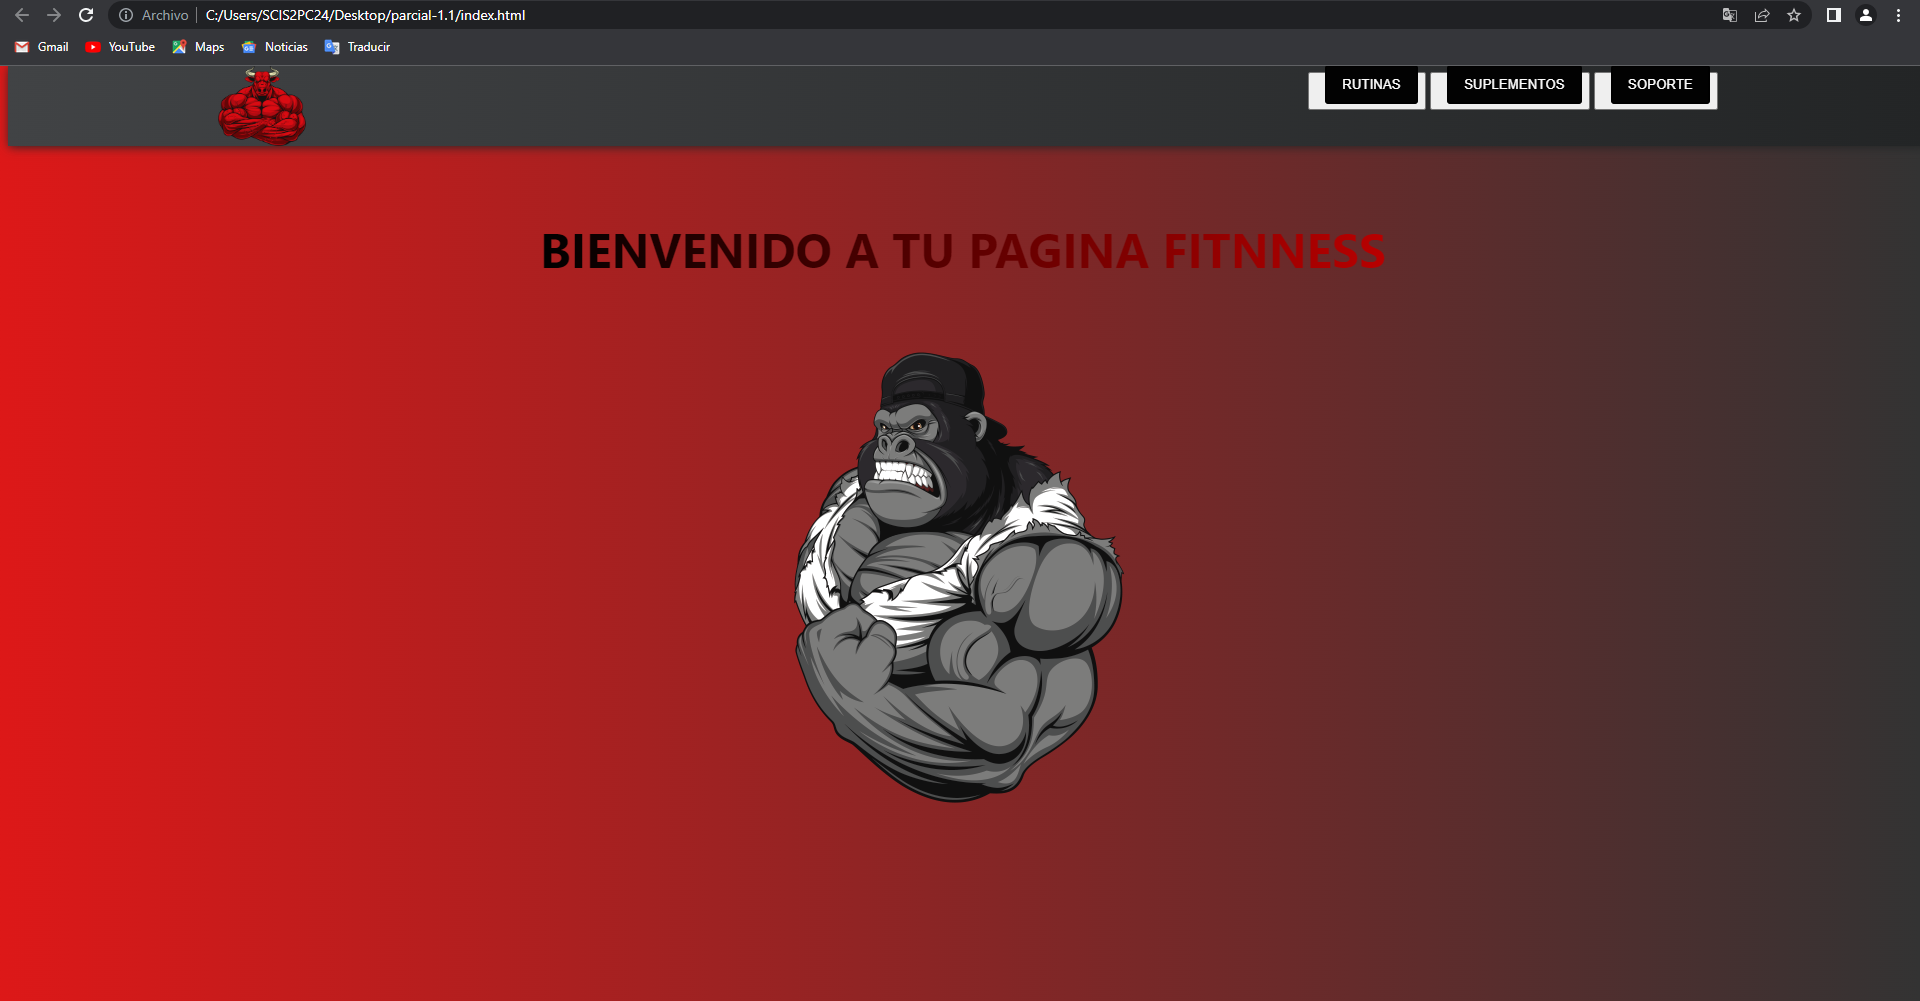 Archivo C:/Users/SCIS2PC24/Desktop/parcial-1.1/index.html
Gmail YouTube Maps Noticias Traducir
RUTINAS SUPLEMENTOS SOPORTE
BIENVENIDO A TU PAGINA FITNNESS